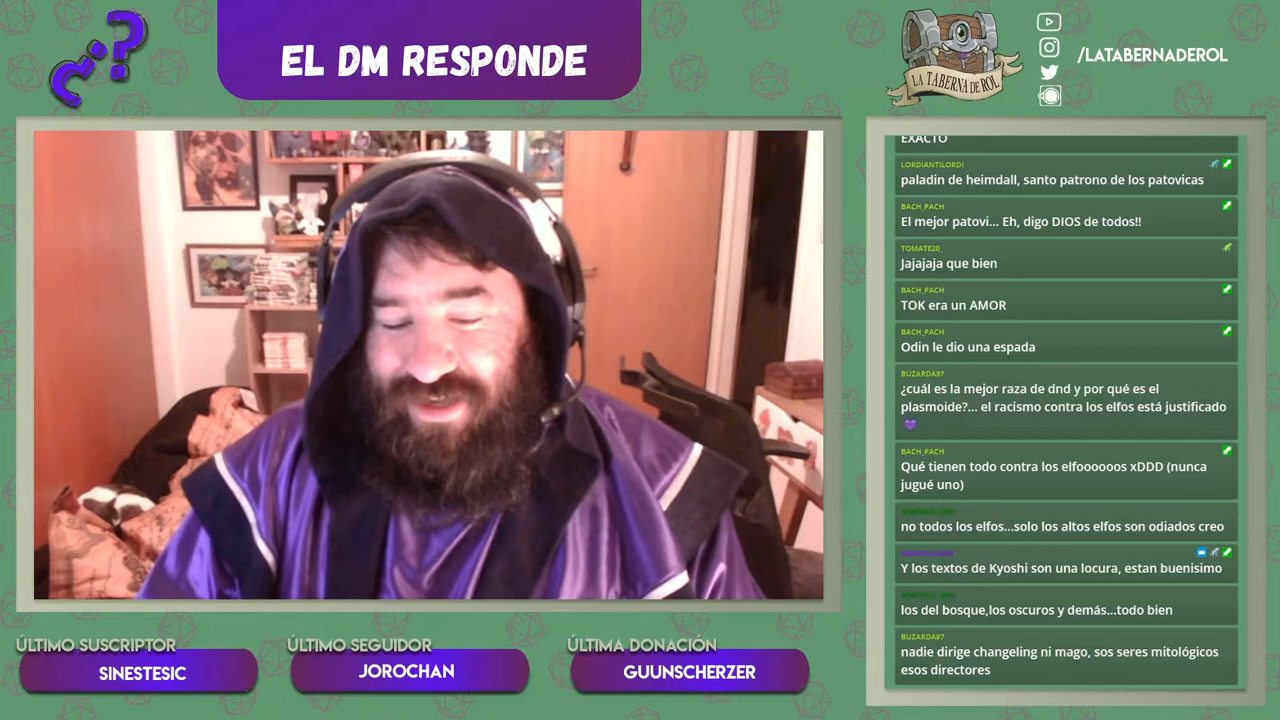 ¿?
EL DM RESPONDE
LA TABERNA DE ROL
/LATABERNADEROL
EXACTO
LORDIANTILORDI
paladin de heimdall, santo patrono de los patovicas
BACH_PACH
El mejor patovi... Eh, digo DIOS de todos!!
TOMATE20_
Jajajaja que bien
BACH_PACH
TOK era un AMOR
BACH_PACH
Odin le dio una espada
BUZARDA97
¿cuál es la mejor raza de dnd y por qué es el
plasmoide?... el racismo contra los elfos está justificado
💜
BACH_PACH
Qué tienen todo contra los elfoooooos xDDD (nunca
jugué uno)
no todos los elfos...solo los altos elfos son odiados creo
Y los textos de Kyoshi son una locura, estan buenisimo
los del bosque,los oscuros y demás...todo bien
BUZARDA97
nadie dirige changeling ni mago, sos seres mitológicos
esos directores
ÚLTIMO SUSCRIPTOR
SINESTESIC
ÚLTIMO SEGUIDOR
JOROCHAN
ÚLTIMA DONACIÓN
GUUNSCHERZER